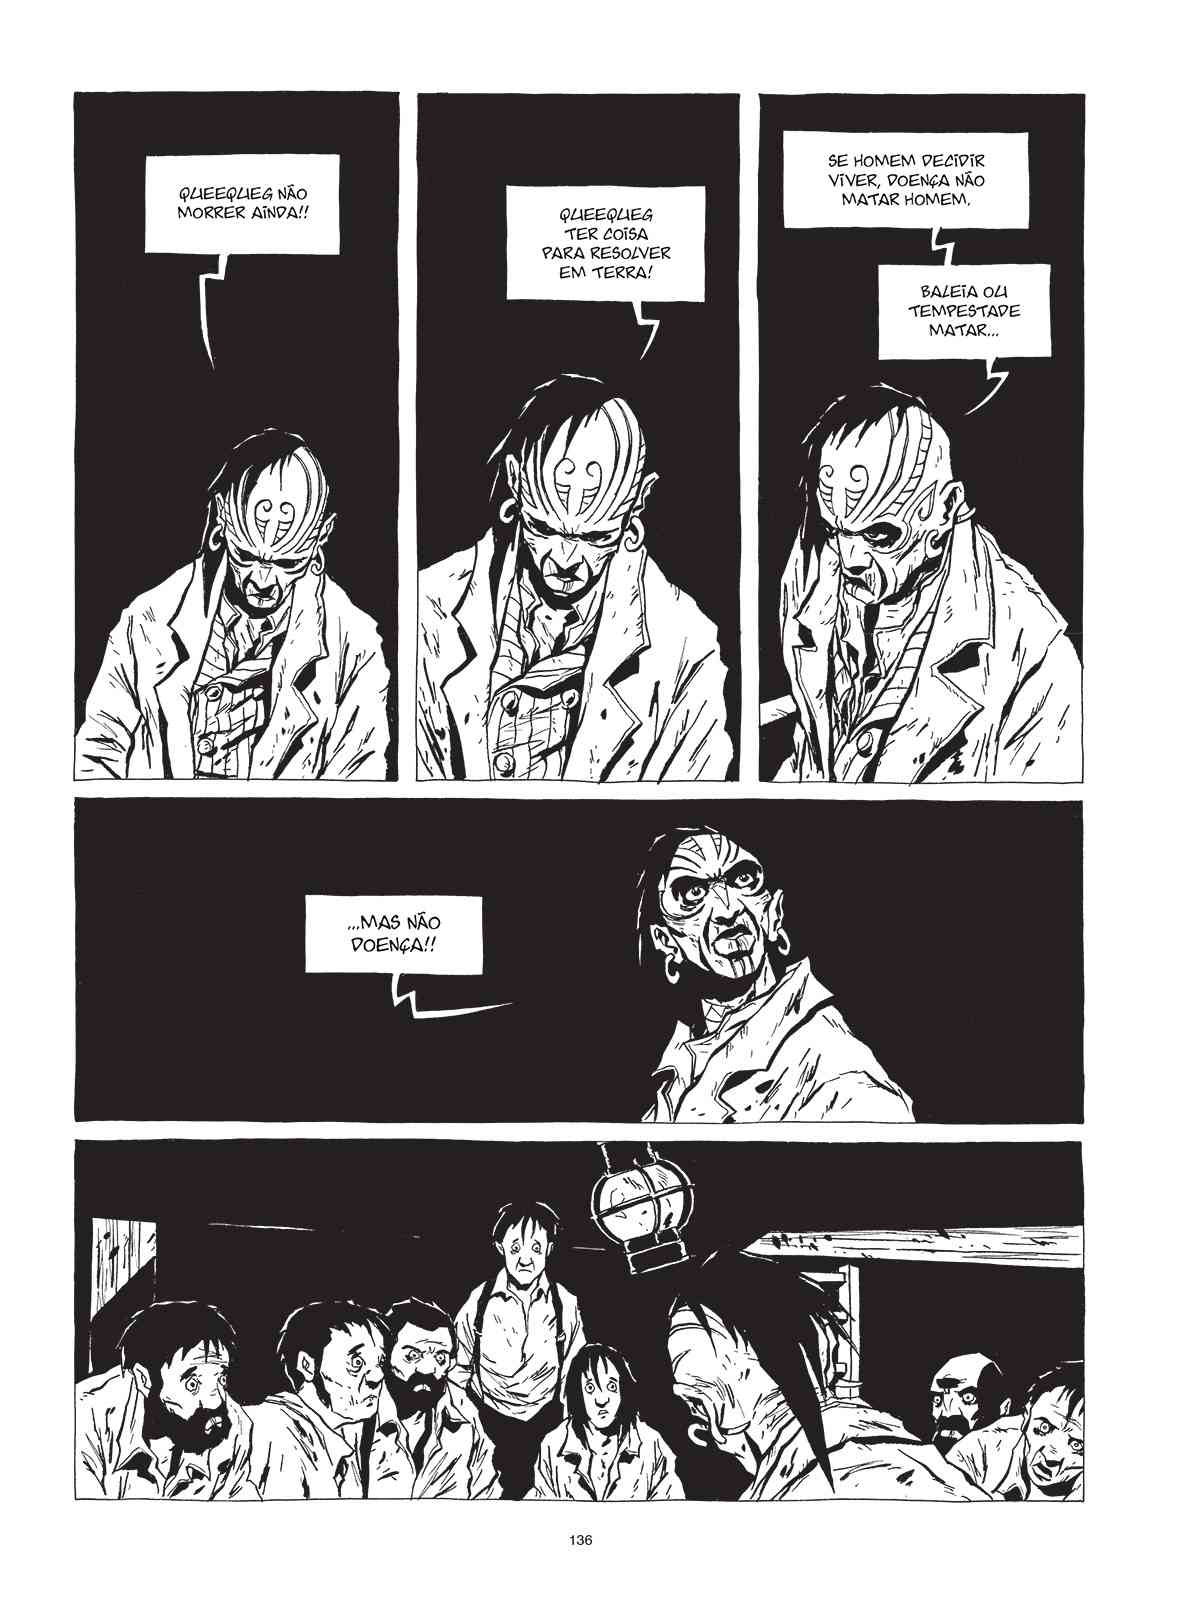 QUEEQUEG NÃO
MORRER AINDA!!
QUEEQUEG
TER COISA
PARA RESOLVER
EM TERRA!
SE HOMEM DECIDIR
VIVER, DOENÇA NÃO
MATAR HOMEM.
BALEIA OU
TEMPESTADE
MATAR...
...MAS NÃO
DOENÇA!!
136